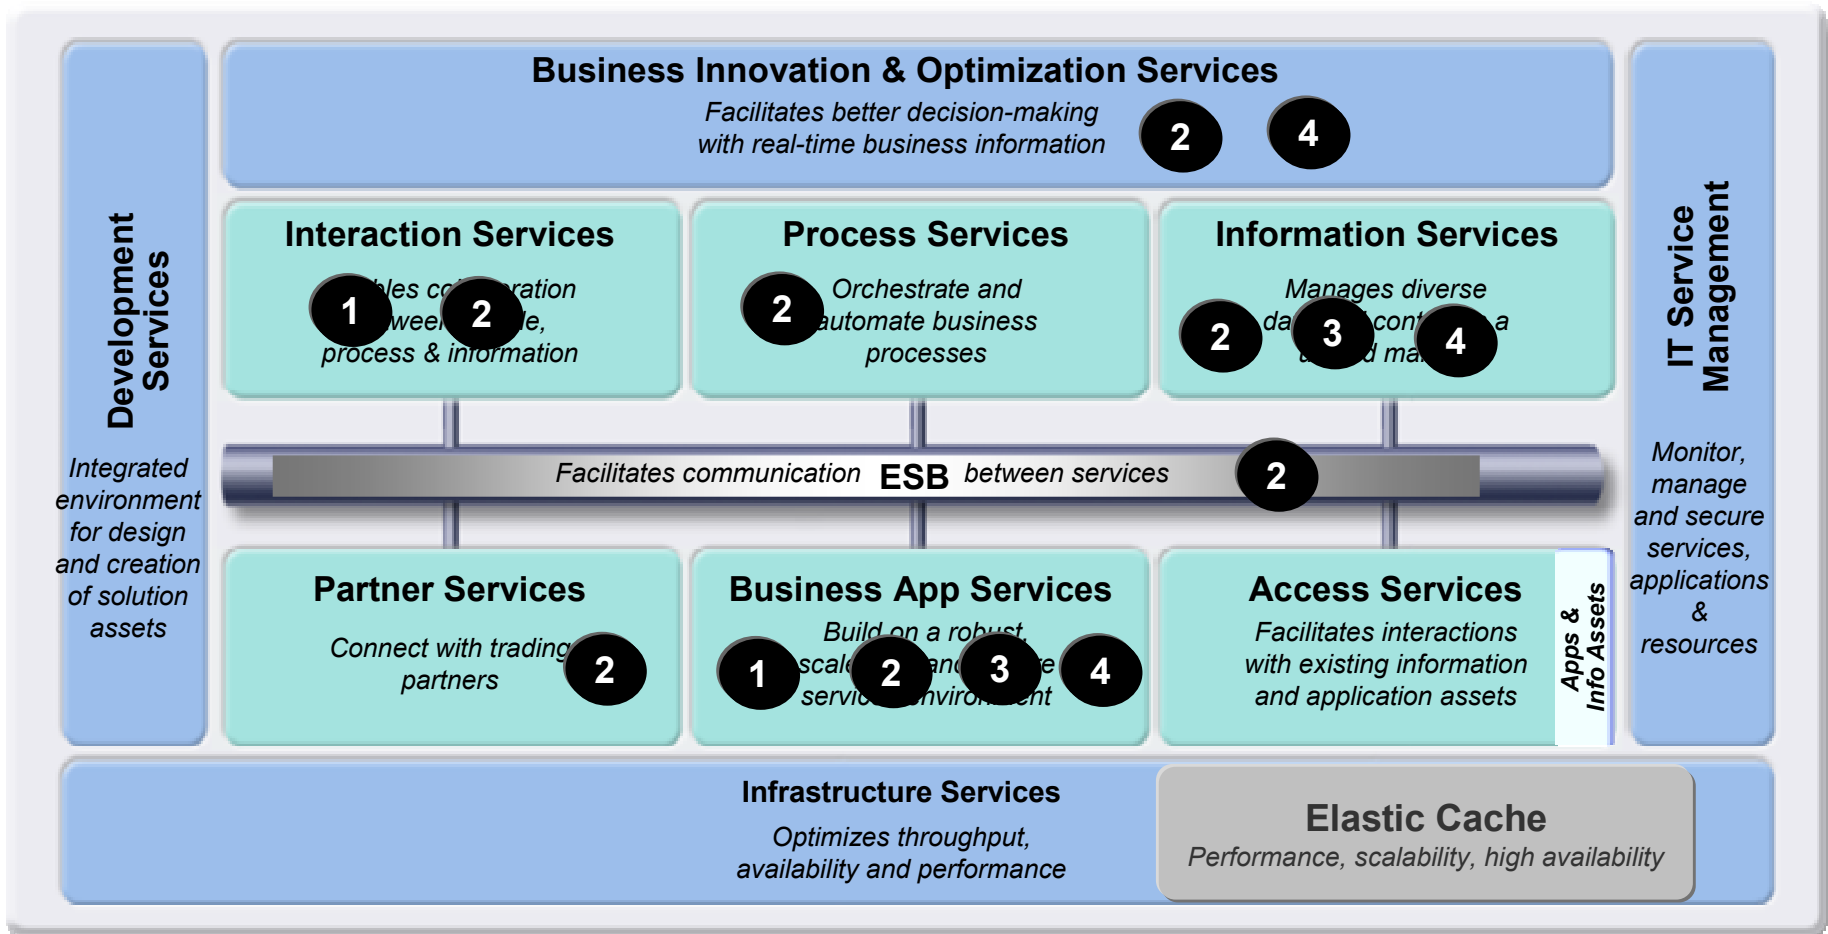 Business Innovation & Optimization Services
Facilitates better decision-making
with real-time business information
2 4
Development
Services
Integrated
environment
for design
and creation
of solution
assets
Interaction Services
1 2
process & information
Process Services
2
Orchestrate and
automate business
processes
Information Services
Manages diverse
2 3 4
a
Facilitates communication ESB between services 2
Partner Services
Connect with trading
partners
2
Business App Services
Build on a robust,
1 2 3 4
Access Services
Facilitates interactions
with existing information
and application assets
Apps &
Info Assets
IT Service
Management
Monitor,
manage
and secure
services,
applications
&
resources
Infrastructure Services
Optimizes throughput,
availability and performance
Elastic Cache
Performance, scalability, high availability